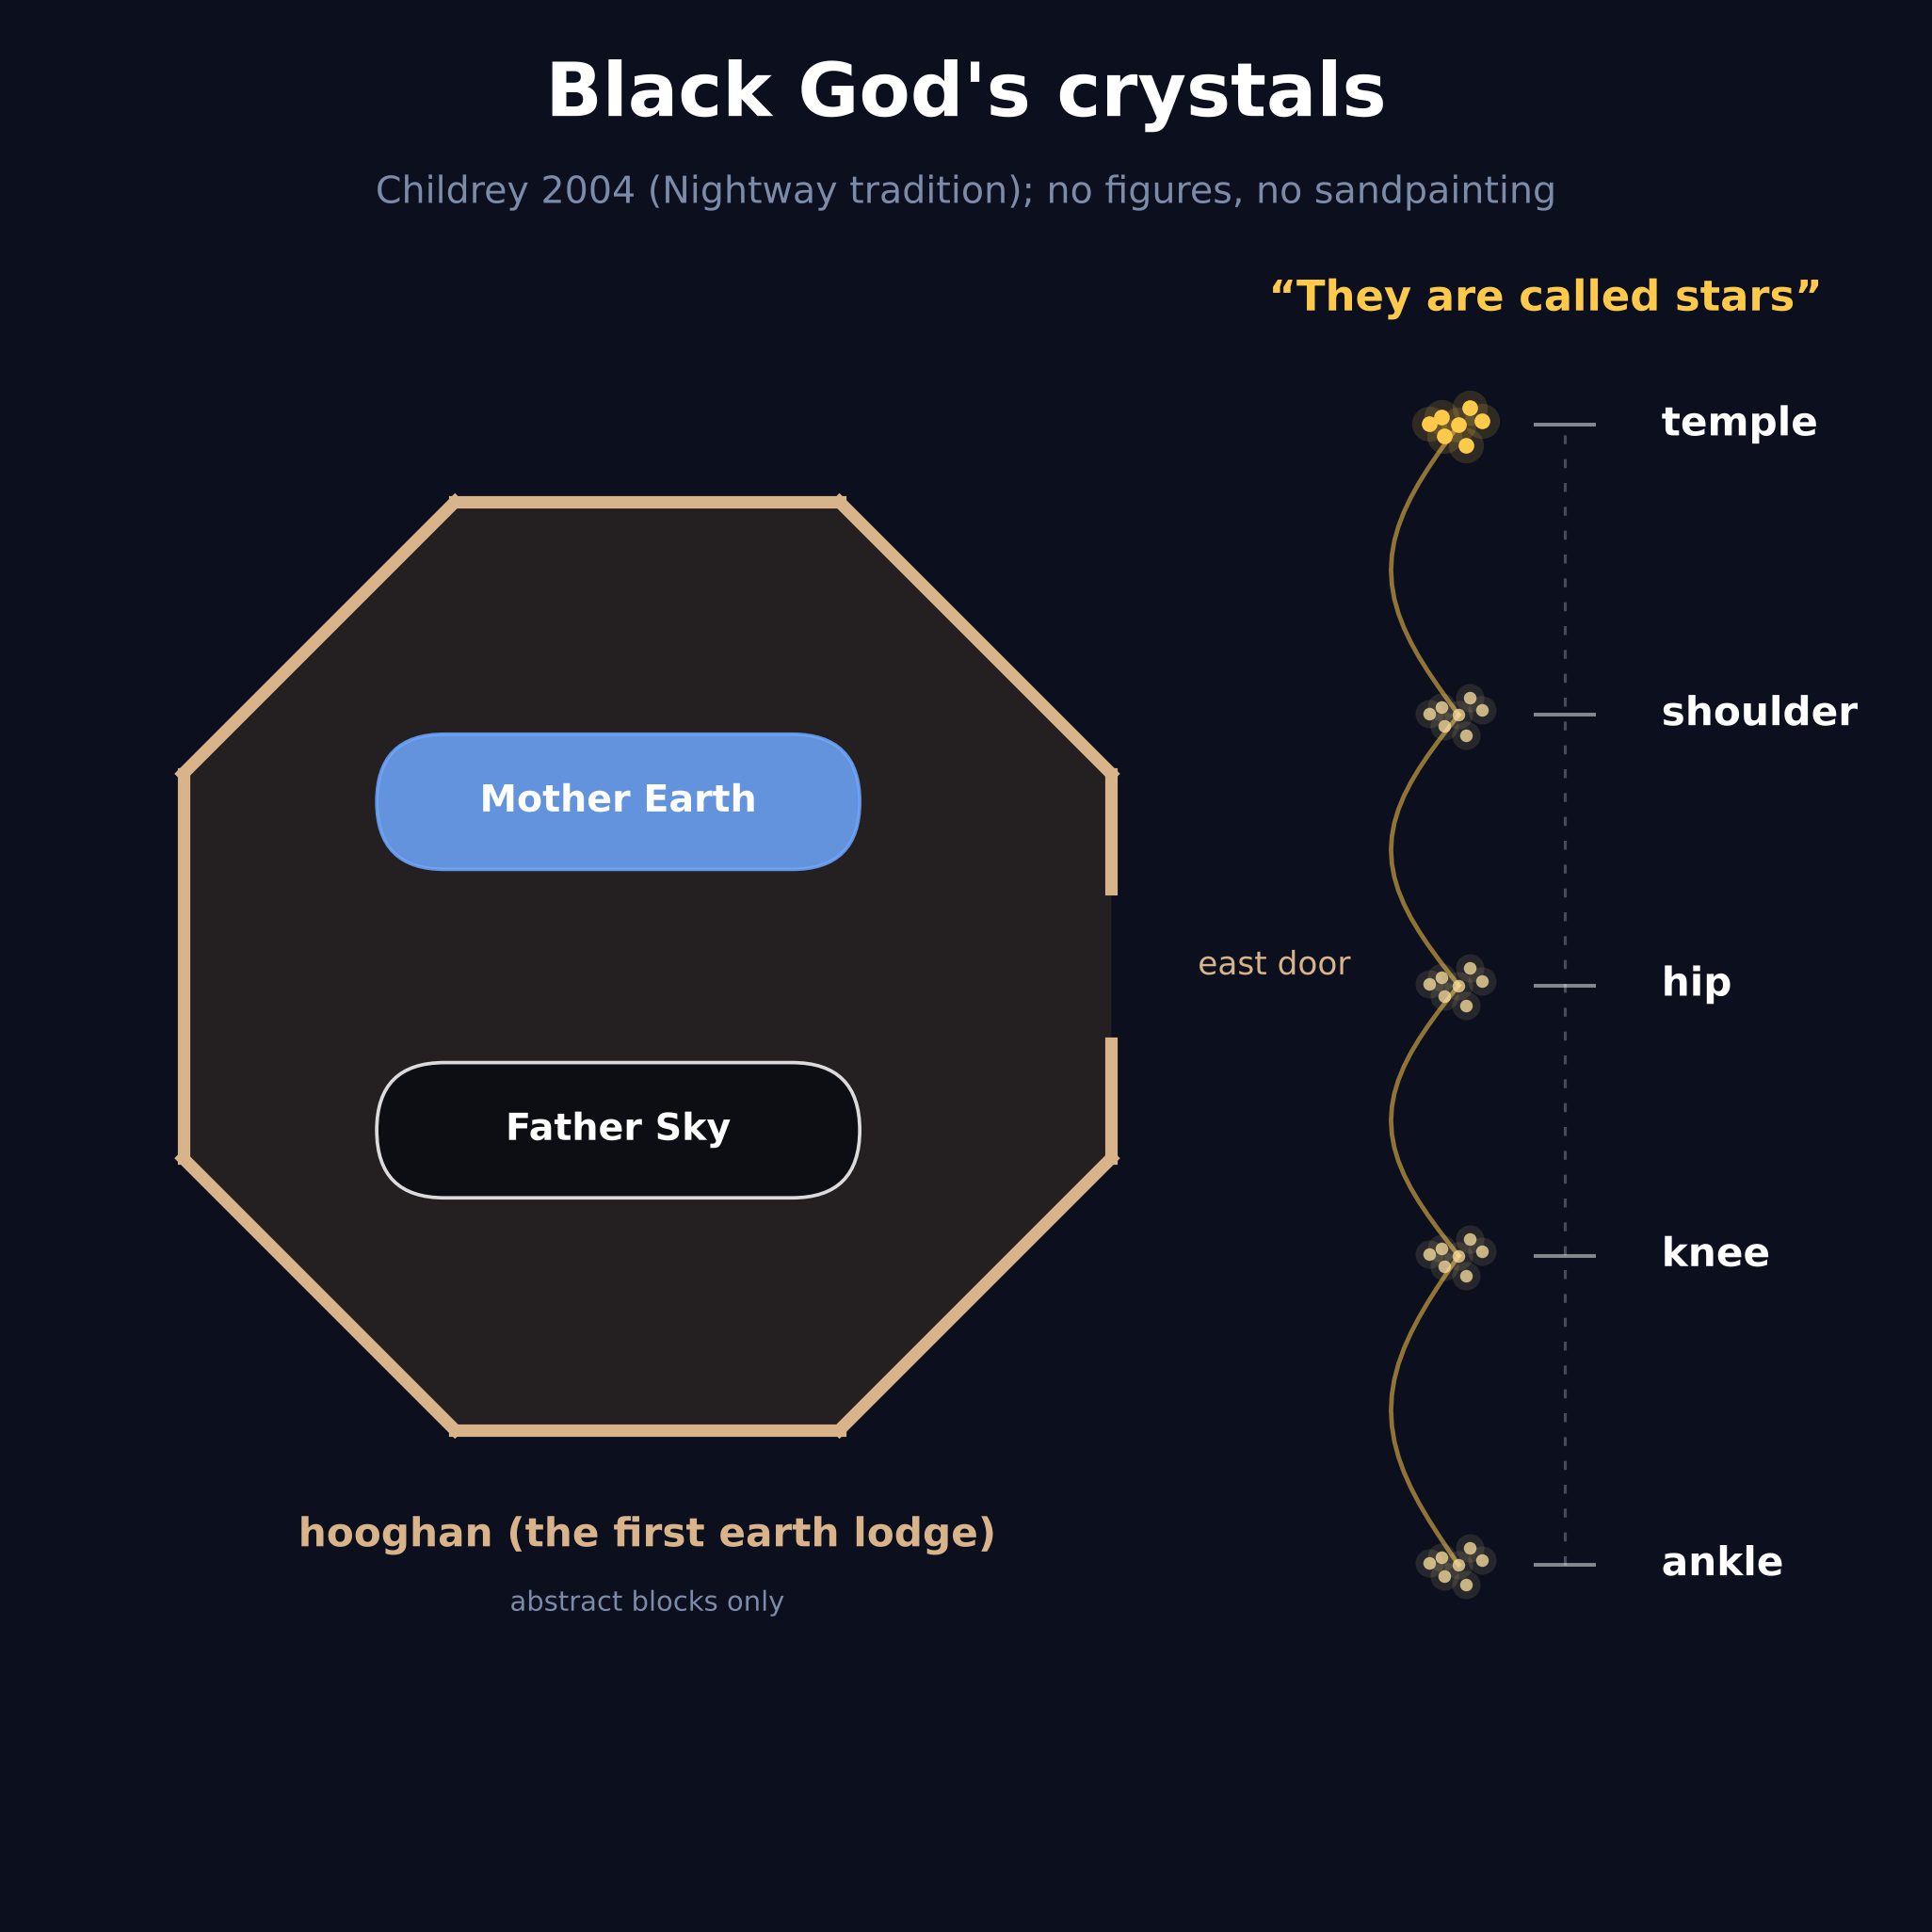 Black God's crystals
Childrey 2004 (Nightway tradition); no figures, no sandpainting
“They are called stars”
temple
shoulder
Mother Earth
east door
hip
Father Sky
knee
hooghan (the first earth lodge)
ankle
abstract blocks only